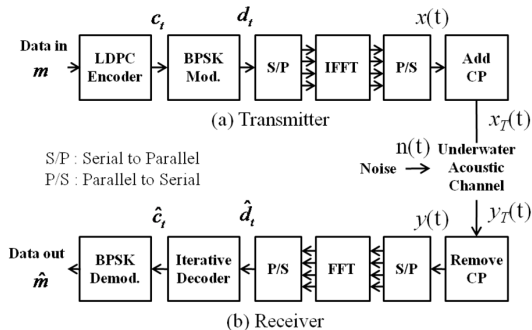 c_t d_t x(t)
Data in
m
LDPC
Encoder
BPSK
Mod.
S/P
IFFT
P/S
Add
CP
(a) Transmitter
x_T(t)
S/P : Serial to Parallel
P/S : Parallel to Serial
n(t)
Noise
Underwater
Acoustic
Channel
ĉ_t d̂_t y(t) y_T(t)
Data out
m̂
BPSK
Demod.
Iterative
Decoder
P/S
FFT
S/P
Remove
CP
(b) Receiver